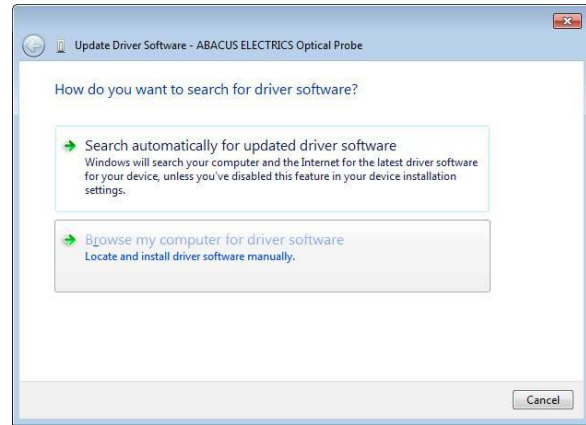 Update Driver Software - ABACUS ELECTRICS Optical Probe
How do you want to search for driver software?
Search automatically for updated driver software
Windows will search your computer and the Internet for the latest driver software
for your device, unless you've disabled this feature in your device installation
settings.
Browse my computer for driver software
Locate and install driver software manually.
Cancel